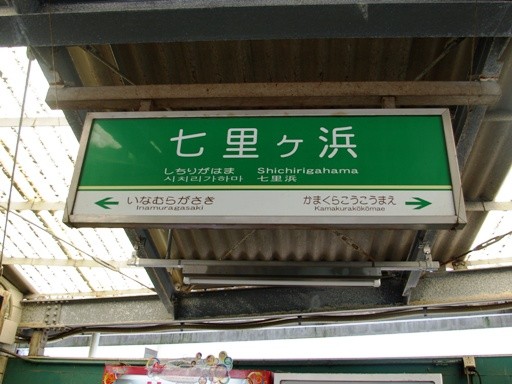 七里ヶ浜
しちりがはま Shichirigahama
시치리가하마 七里浜
← いなむらがさき かまくらこうこうまえ →
Inamuragasaki Kamakurakōkōmae